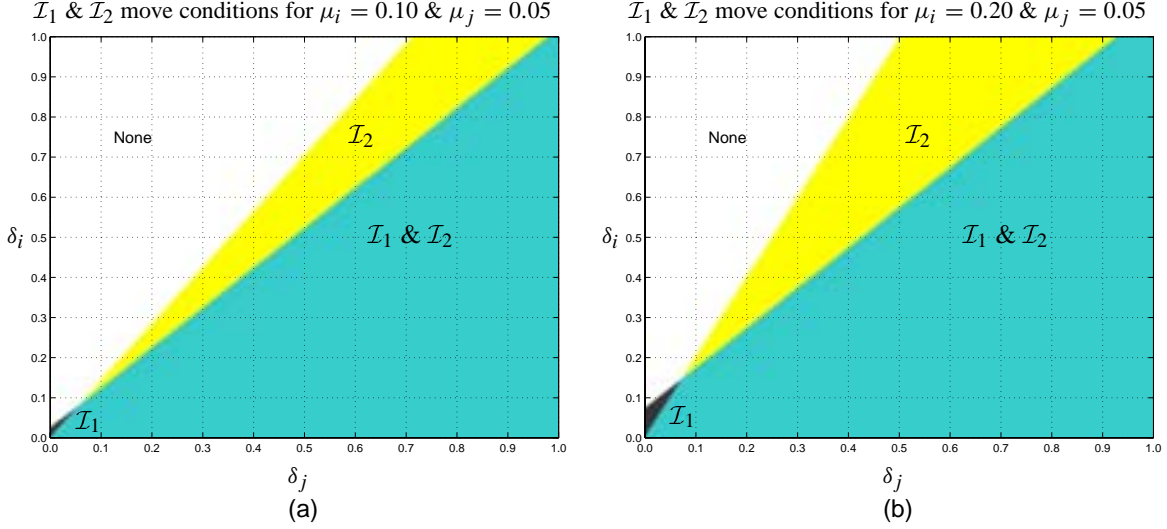 ℐ₁ & ℐ₂ move conditions for μᵢ = 0.10 & μⱼ = 0.05
1.0
0.9
0.8
None
ℐ₂
0.7
0.6
δᵢ
0.5
ℐ₁ & ℐ₂
0.4
0.3
0.2
0.1
ℐ₁
0.0
0.0 0.1 0.2 0.3 0.4 0.5 0.6 0.7 0.8 0.9 1.0
δⱼ
(a)
ℐ₁ & ℐ₂ move conditions for μᵢ = 0.20 & μⱼ = 0.05
1.0
0.9
0.8
None
ℐ₂
0.7
0.6
δᵢ
0.5
ℐ₁ & ℐ₂
0.4
0.3
0.2
0.1
ℐ₁
0.0
0.0 0.1 0.2 0.3 0.4 0.5 0.6 0.7 0.8 0.9 1.0
δⱼ
(b)